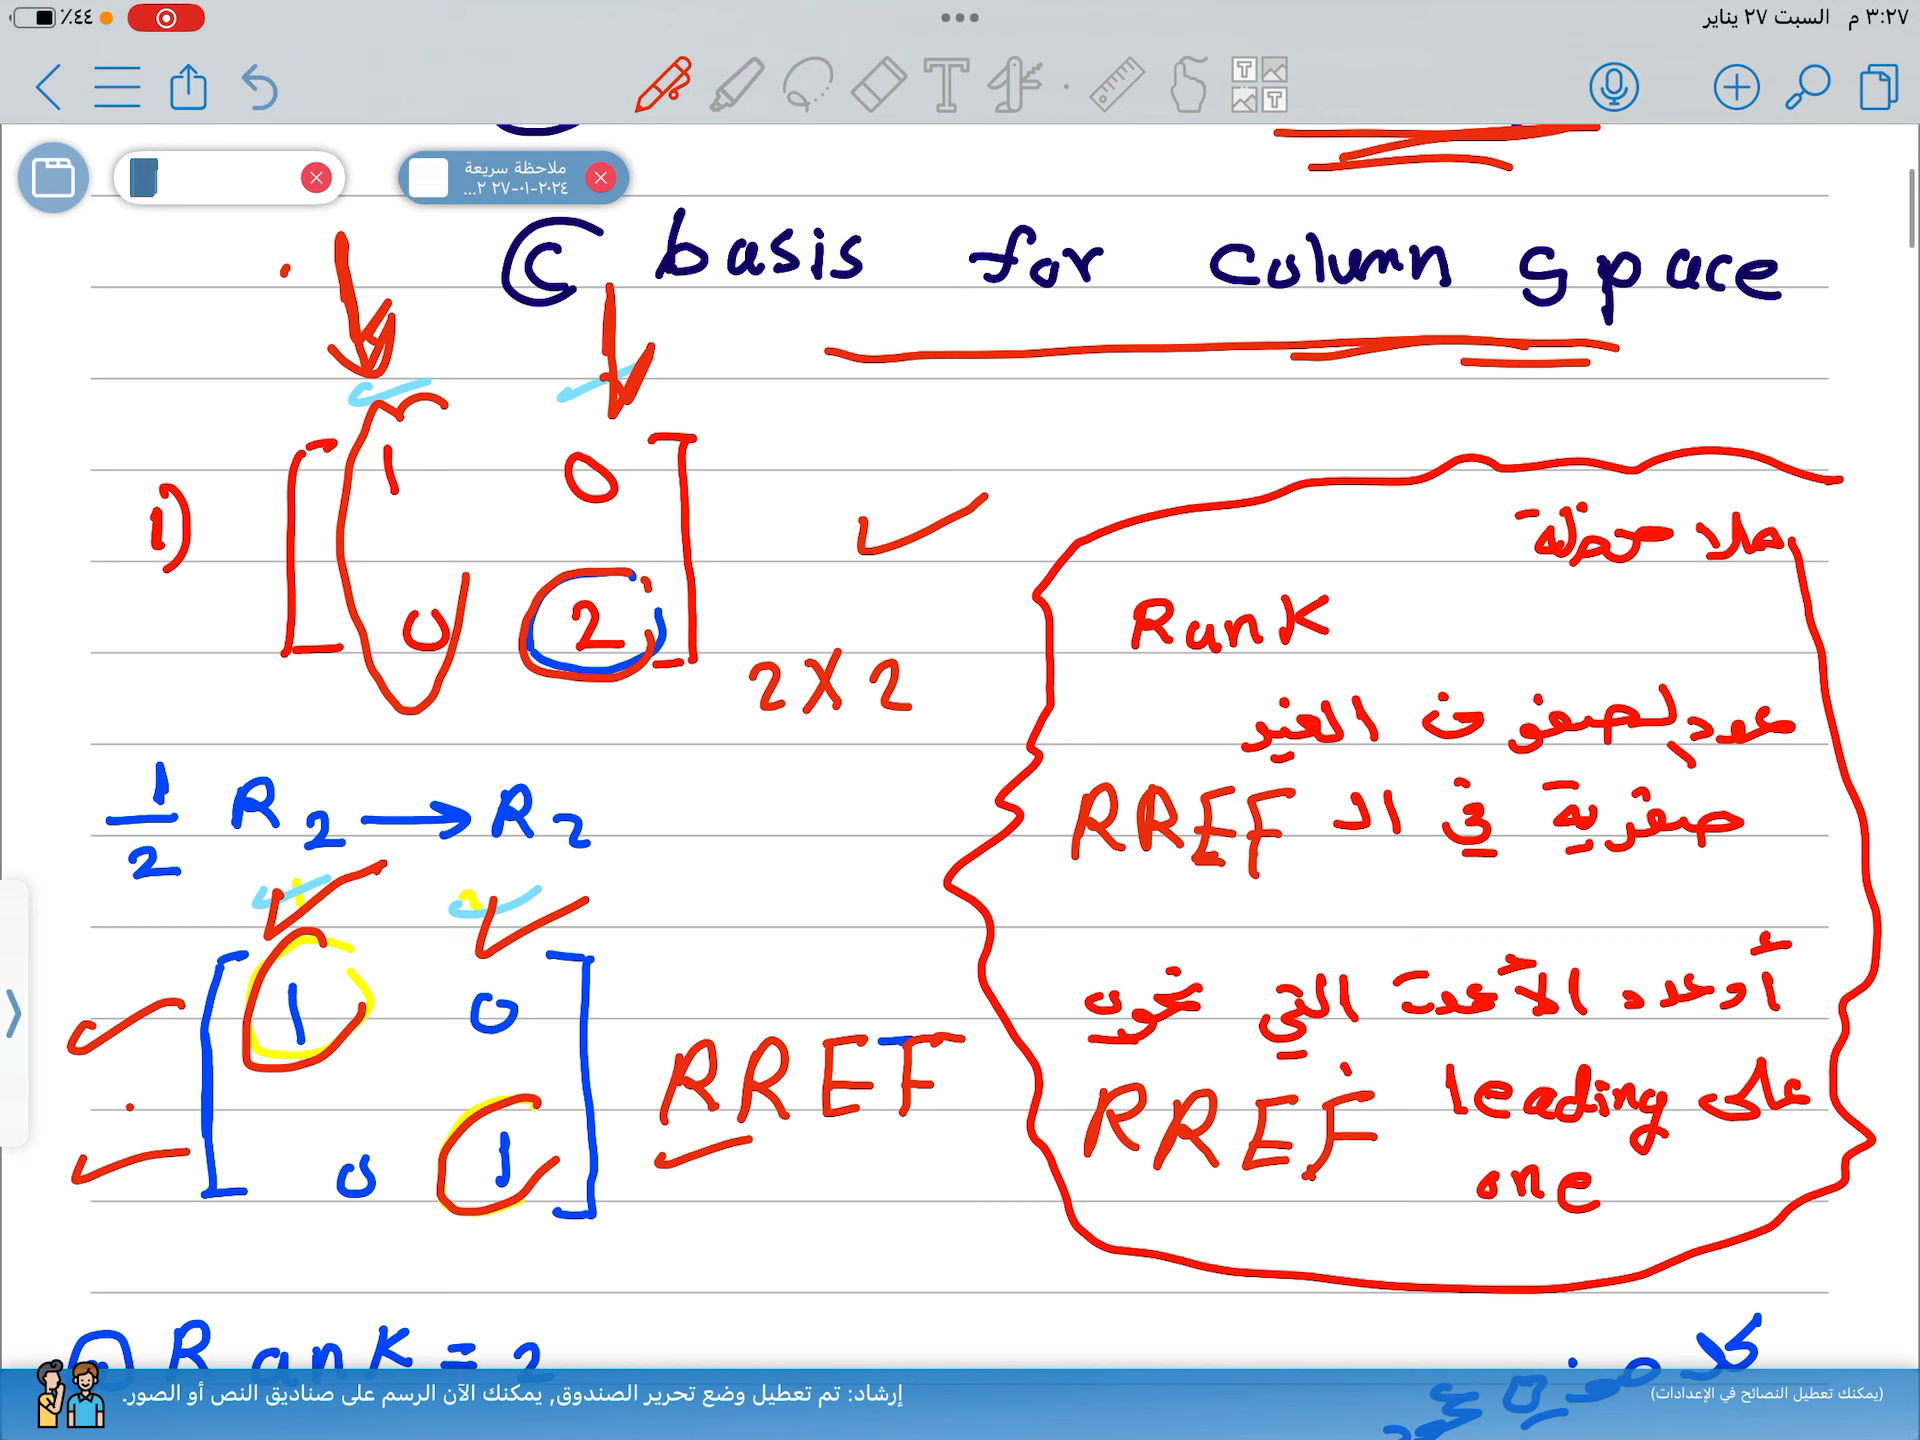 ٪٤٤
٣:٢٧ م السبت ٢٧ يناير
ملاحظة سريعة
٢٠٢٤-٠١-٢٧ ٢...
C basis for column space
1)
1 0
0 2
2X2
ملاحظة
Rank
عدد الصفوف الغير
صفرية في ال RREF
أو عدد الأعمدة التي تحوي
على leading
one
RREF
1/2 R2 → R2
1 0
0 1
RREF
Rank = 2
كل
إرشاد: تم تعطيل وضع تحرير الصندوق, يمكنك الآن الرسم على صناديق النص أو الصور.
(يمكنك تعطيل النصائح في الإعدادات)